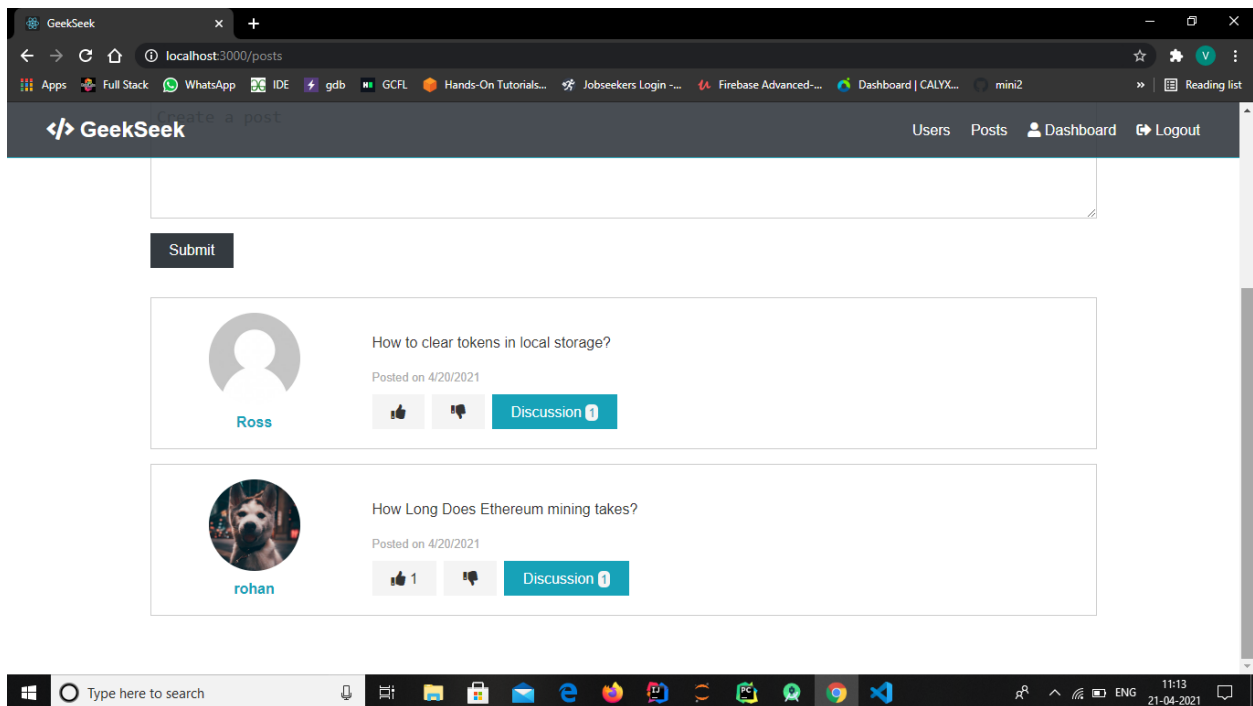 GeekSeek
localhost:3000/posts
V
Apps Full Stack WhatsApp IDE gdb GCFL Hands-On Tutorials... Jobseekers Login -... Firebase Advanced-... Dashboard | CALYX... mini2 » Reading list
Create a post
</> GeekSeek Users Posts Dashboard Logout
Submit
How to clear tokens in local storage?
Posted on 4/20/2021
Discussion 1
Ross
How Long Does Ethereum mining takes?
Posted on 4/20/2021
1 Discussion 1
rohan
Type here to search ENG 11:13
21-04-2021